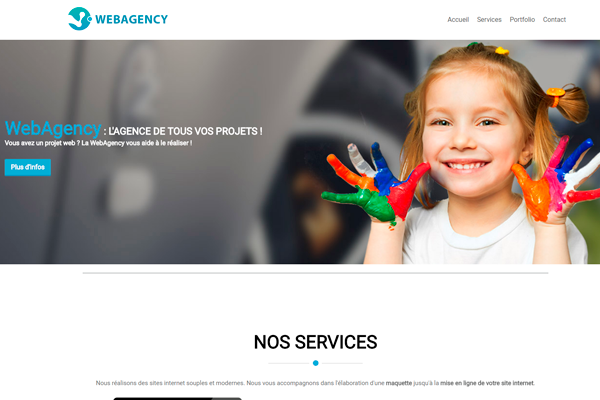 WEBAGENCY
Accueil Services Portfolio Contact
WebAgency : L'AGENCE DE TOUS VOS PROJETS !
Vous avez un projet web ? La WebAgency vous aide à le réaliser !
Plus d'infos
NOS SERVICES
Nous réalisons des sites internet souples et modernes. Nous vous accompagnons dans l'élaboration d'une maquette jusqu'à la mise en ligne de votre site internet.